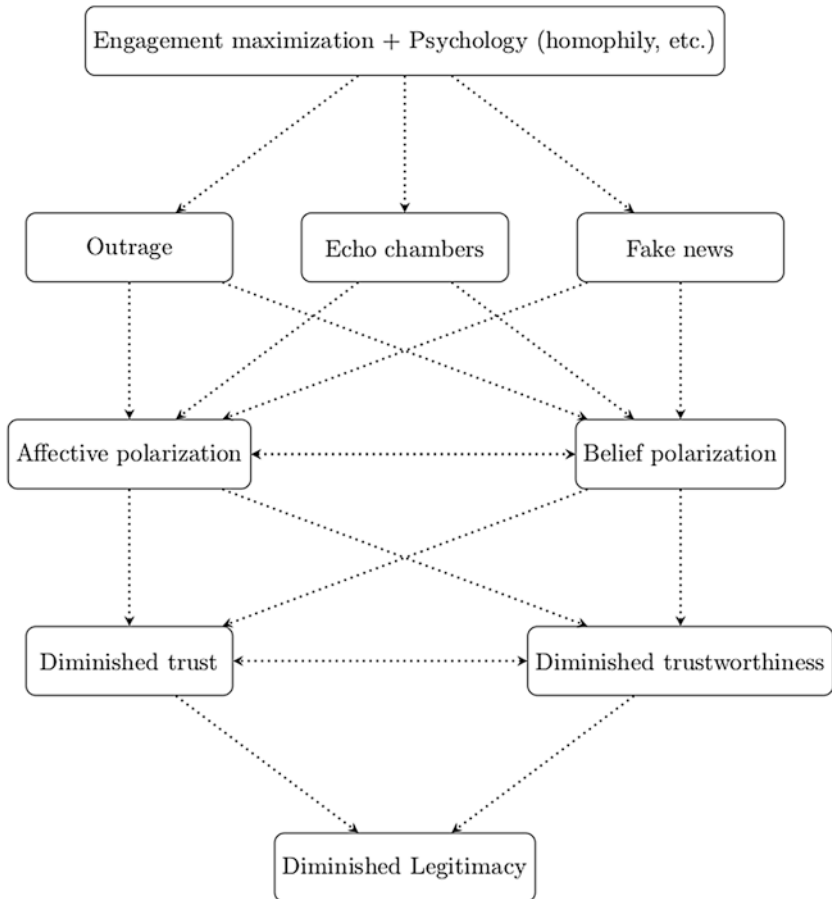 Engagement maximization + Psychology (homophily, etc.)
Outrage
Echo chambers
Fake news
Affective polarization
Belief polarization
Diminished trust
Diminished trustworthiness
Diminished Legitimacy